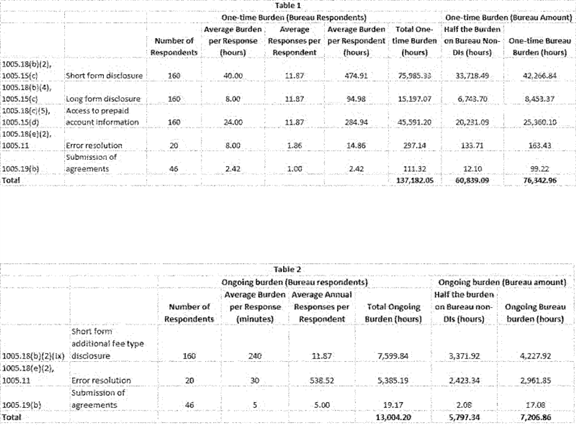 Table 1
One-time Burden (Bureau Respondents) One-time Burden (Bureau Amount)
Average Burden Average Average Burden Total One- Half the Burden
Number of per Response Responses per per Respondent time Burden on Bureau Non- One-time Bureau
Respondents (hours) Respondent (hours) (hours) DIs (hours) Burden (hours)
1005.18(b)(2),
1005.15(c) Short form disclosure 160 40.00 11.87 474.91 75,985.33 33,718.49 42,266.84
1005.18(b)(4),
1005.15(c) Long form disclosure 160 8.00 11.87 94.98 15,197.07 6,743.70 8,453.37
1005.18(c)(5), Access to prepaid
1005.15(d) account information 160 24.00 11.87 284.94 45,591.20 20,231.09 25,360.10
1005.18(e)(2),
1005.11 Error resolution 20 8.00 1.86 14.86 297.14 133.71 163.43
Submission of
1005.19(b) agreements 46 2.42 1.00 2.42 111.32 12.10 99.22
Total 137,182.05 60,839.09 76,342.96
Table 2
Ongoing burden (Bureau respondents) Ongoing burden (Bureau amount)
Average Burden Average Annual Half the burden
Number of per Response Responses per Total Ongoing on Bureau non- Ongoing Bureau
Respondents (minutes) Respondent Burden (hours) DIs (hours) burden (hours)
Short form
additional fee type
1005.18(b)(2)(ix) disclosure 160 240 11.87 7,599.84 3,371.92 4,227.92
1005.18(e)(2),
1005.11 Error resolution 20 30 538.52 5,385.19 2,423.34 2,961.85
Submission of
1005.19(b) agreements 46 5 5.00 19.17 2.08 17.08
Total 13,004.20 5,797.34 7,206.86